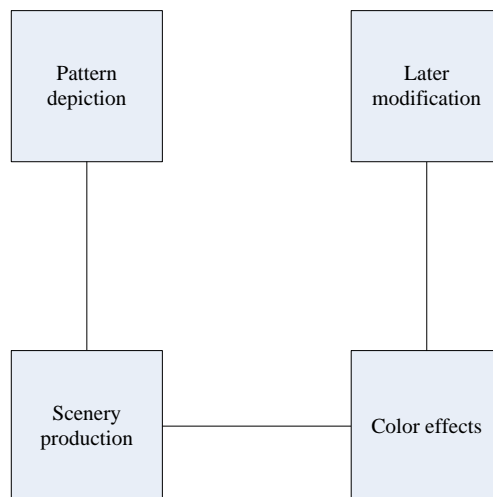 Pattern
depiction
Later
modification
Scenery
production
Color effects